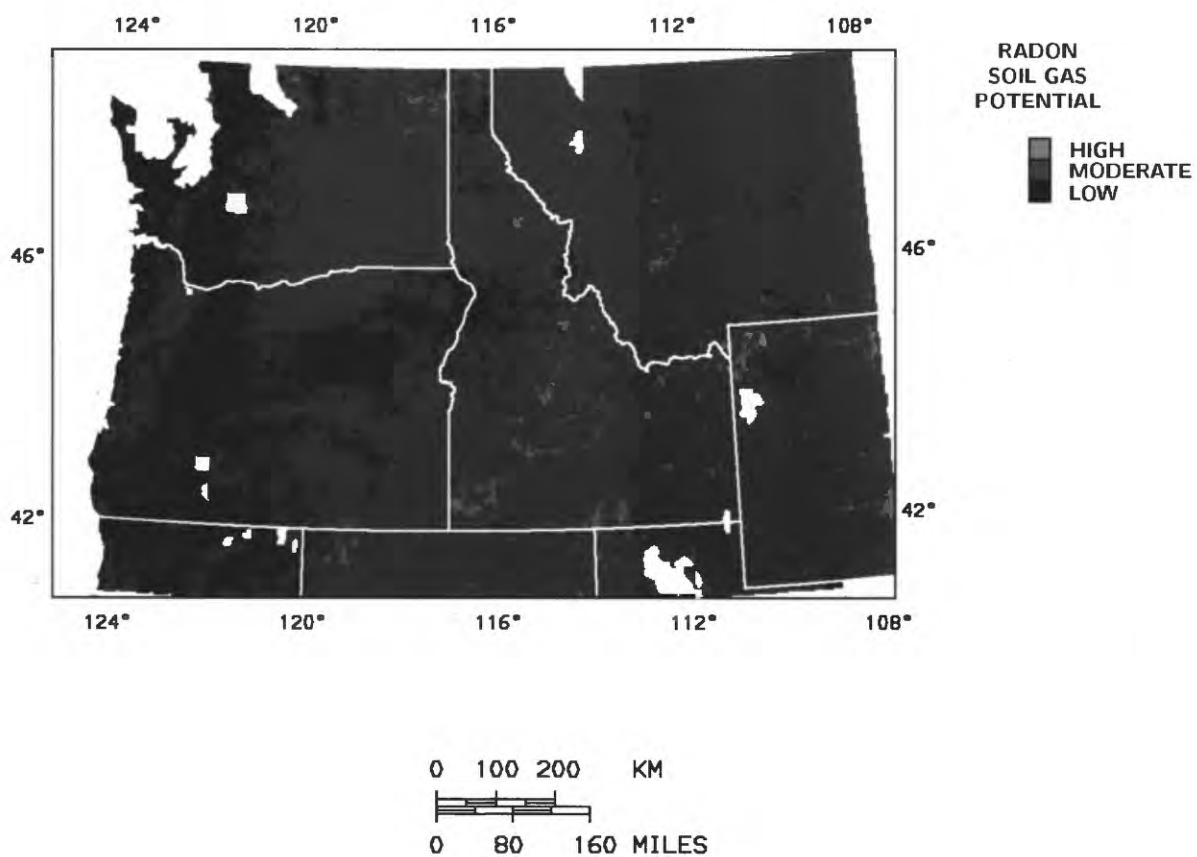 124° 120° 116° 112° 108°
RADON
SOIL GAS
POTENTIAL
HIGH
MODERATE
LOW
46° 46°
42° 42°
124° 120° 116° 112° 108°
0 100 200 KM
0 80 160 MILES